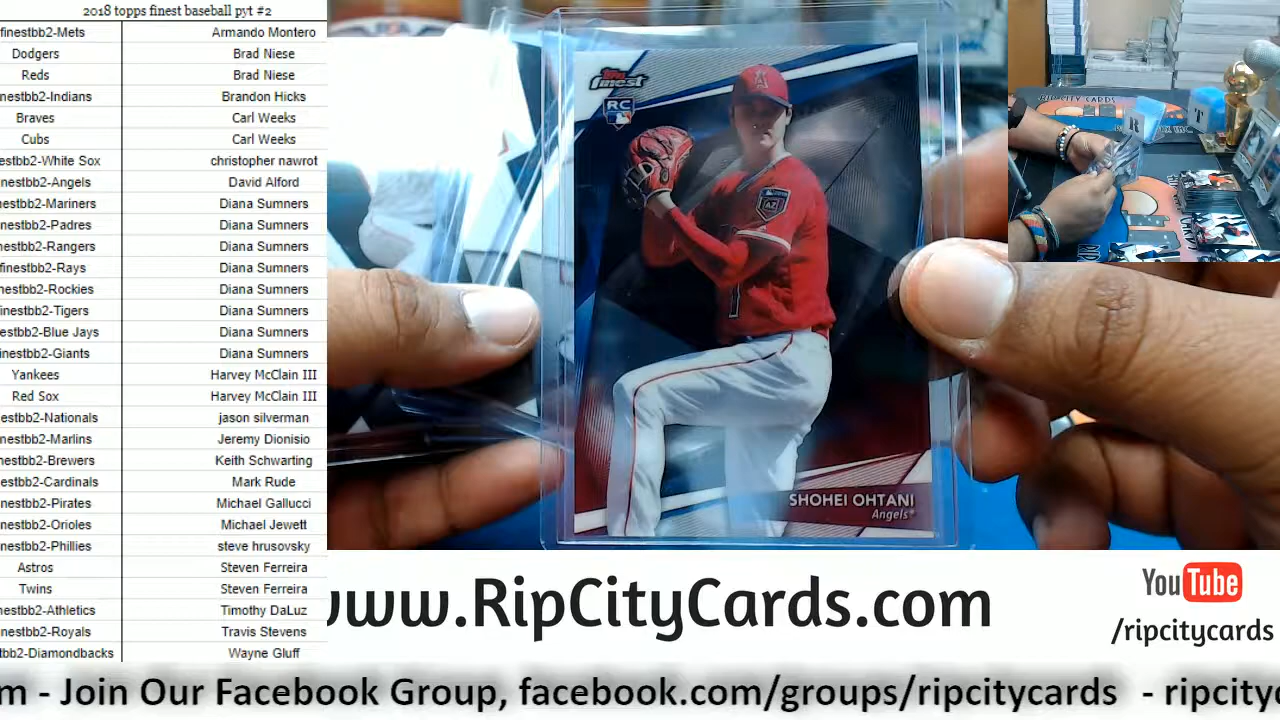 2018 topps finest baseball pyt #2
finestbb2-Mets Armando Montero
Dodgers Brad Niese
Reds Brad Niese
nestbb2-Indians Brandon Hicks
Braves Carl Weeks
Cubs Carl Weeks
estbb2-White Sox christopher nawrot
nestbb2-Angels David Alford
nestbb2-Mariners Diana Sumners
nestbb2-Padres Diana Sumners
nestbb2-Rangers Diana Sumners
finestbb2-Rays Diana Sumners
nestbb2-Rockies Diana Sumners
inestbb2-Tigers Diana Sumners
estbb2-Blue Jays Diana Sumners
inestbb2-Giants Diana Sumners
Yankees Harvey McClain III
Red Sox Harvey McClain III
estbb2-Nationals jason silverman
nestbb2-Marlins Jeremy Dionisio
nestbb2-Brewers Keith Schwarting
nestbb2-Cardinals Mark Rude
nestbb2-Pirates Michael Gallucci
nestbb2-Orioles Michael Jewett
nestbb2-Phillies steve hrusovsky
Astros Steven Ferreira
Twins Steven Ferreira
nestbb2-Athletics Timothy DaLuz
nestbb2-Royals Travis Stevens
tbb2-Diamondbacks Wayne Gluff
Topps
finest
RC
AZ
SHOHEI OHTANI
Angels*
RIP CITY CARDS
www.RipCityCards.com
YouTube
/ripcitycards
m - Join Our Facebook Group, facebook.com/groups/ripcitycards - ripcity